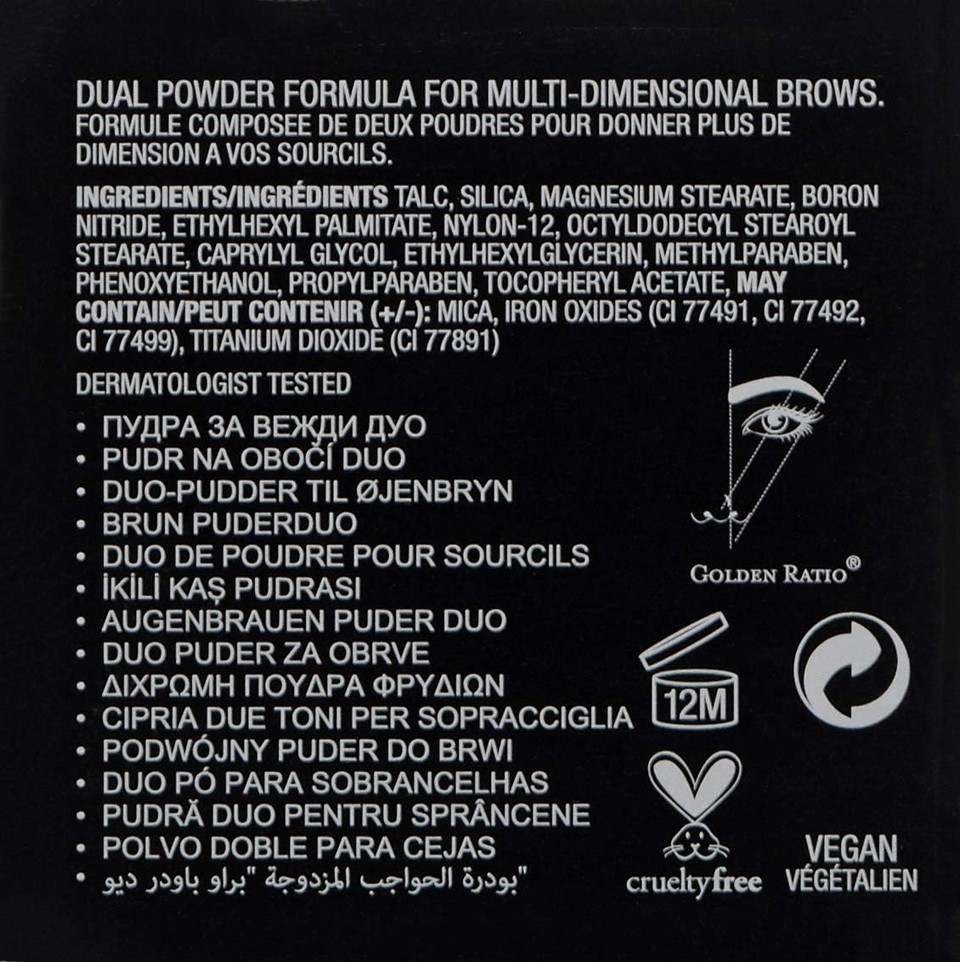 DUAL POWDER FORMULA FOR MULTI-DIMENSIONAL BROWS.
FORMULE COMPOSEE DE DEUX POUDRES POUR DONNER PLUS DE
DIMENSION A VOS SOURCILS.
INGREDIENTS/INGRÉDIENTS TALC, SILICA, MAGNESIUM STEARATE, BORON
NITRIDE, ETHYLHEXYL PALMITATE, NYLON-12, OCTYLDODECYL STEAROYL
STEARATE, CAPRYLYL GLYCOL, ETHYLHEXYLGLYCERIN, METHYLPARABEN,
PHENOXYETHANOL, PROPYLPARABEN, TOCOPHERYL ACETATE, MAY
CONTAIN/PEUT CONTENIR (+/-): MICA, IRON OXIDES (CI 77491, CI 77492,
CI 77499), TITANIUM DIOXIDE (CI 77891)
DERMATOLOGIST TESTED
• ПУДРА ЗА ВЕЖДИ ДУО
• PUDR NA OBOČÍ DUO
• DUO-PUDDER TIL ØJENBRYN
• BRUN PUDERDUO
• DUO DE POUDRE POUR SOURCILS
• İKİLİ KAŞ PUDRASI
• AUGENBRAUEN PUDER DUO
• DUO PUDER ZA OBRVE
• ΔΙΧΡΩΜΗ ΠΟΥΔΡΑ ΦΡΥΔΙΩΝ
• CIPRIA DUE TONI PER SOPRACCIGLIA
• PODWÓJNY PUDER DO BRWI
• DUO PÓ PARA SOBRANCELHAS
• PUDRĂ DUO PENTRU SPRÂNCENE
• POLVO DOBLE PARA CEJAS
• بودرة الحواجب المزدوجة "براو باودر ديو"
GOLDEN RATIO®
12M
crueltyfree
VEGAN
VÉGÉTALIEN